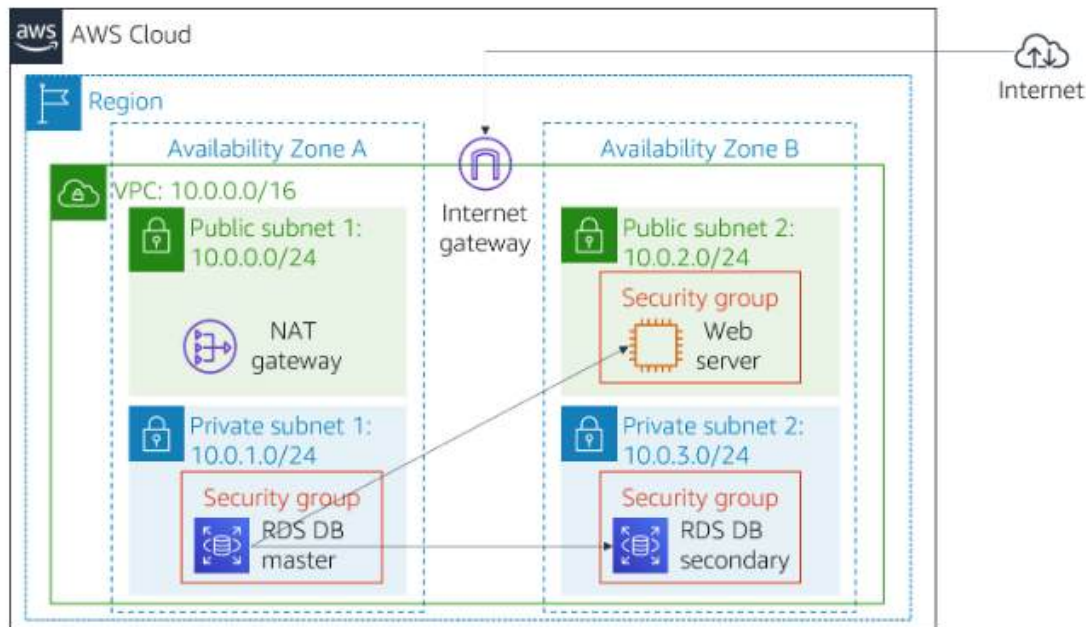 aws
AWS Cloud
Internet
Region
Availability Zone A
Availability Zone B
VPC: 10.0.0.0/16
Internet
gateway
Public subnet 1:
10.0.0.0/24
NAT
gateway
Public subnet 2:
10.0.2.0/24
Security group
Web
server
Private subnet 1:
10.0.1.0/24
Security group
RDS DB
master
Private subnet 2:
10.0.3.0/24
Security group
RDS DB
secondary